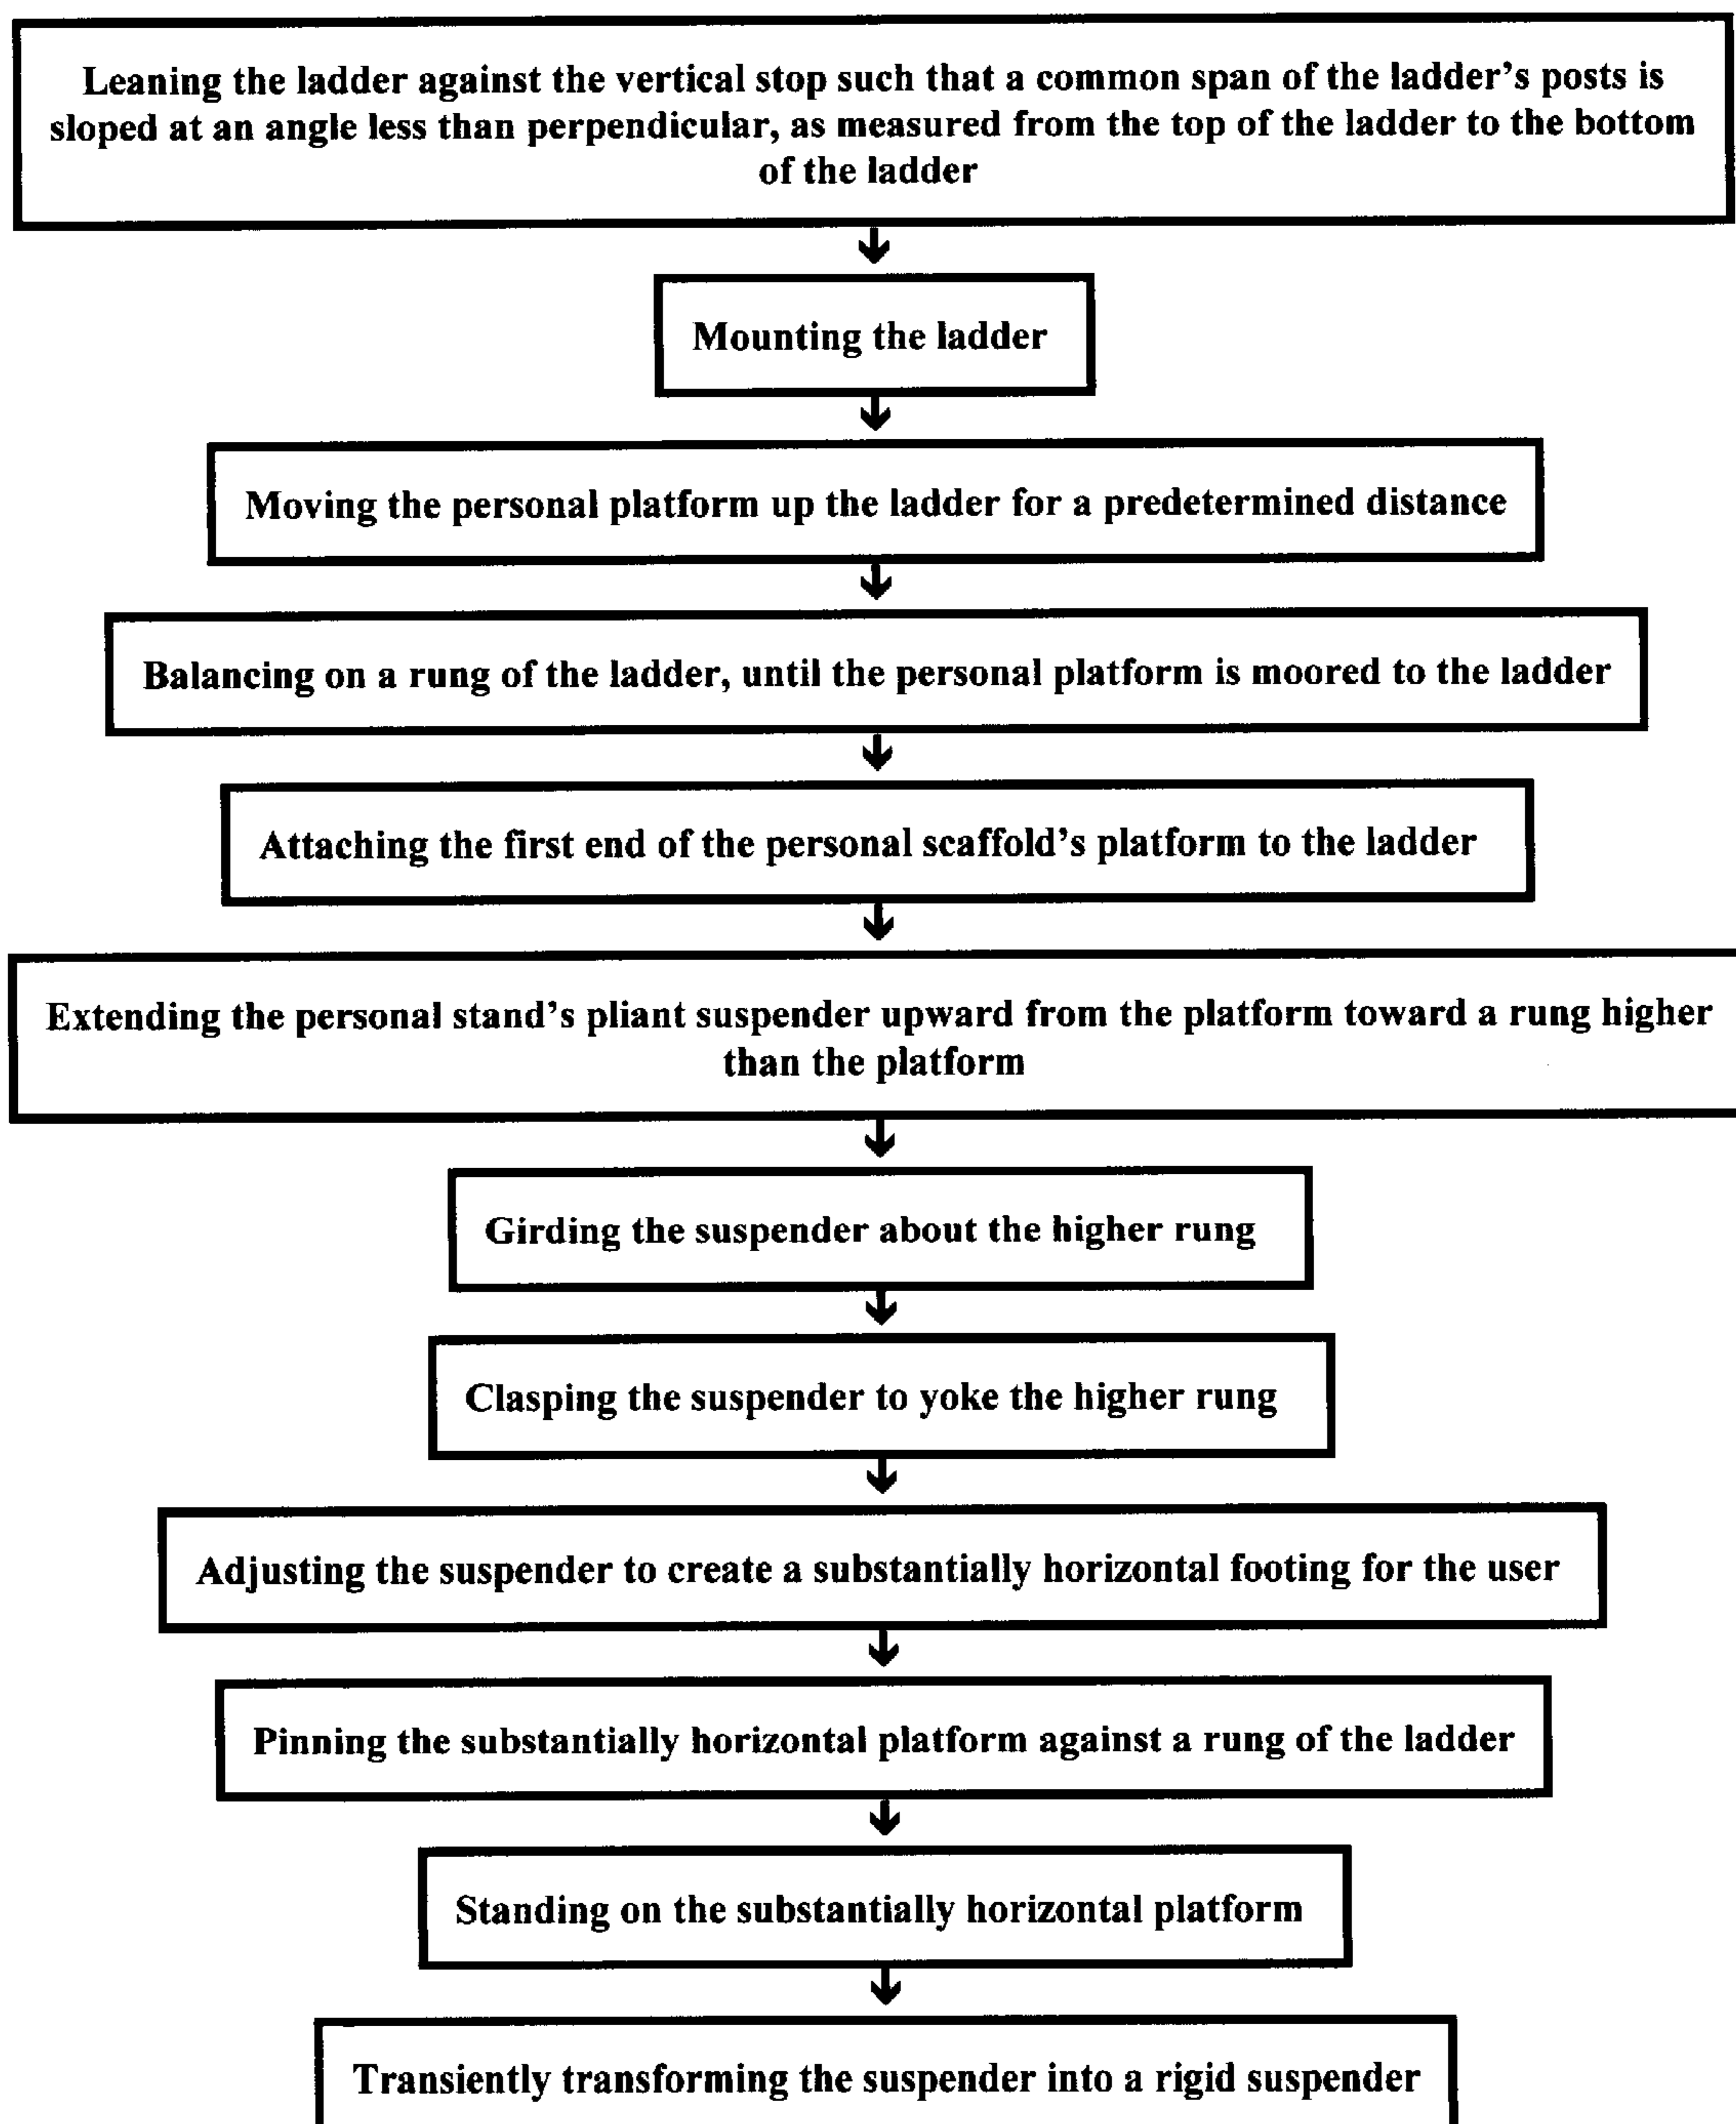 Leaning the ladder against the vertical stop such that a common span of the ladder’s posts is
sloped at an angle less than perpendicular, as measured from the top of the ladder to the bottom
of the ladder
Mounting the ladder
Moving the personal platform up the ladder for a predetermined distance
Balancing on a rung of the ladder, until the personal platform is moored to the ladder
Attaching the first end of the personal scaffold’s platform to the ladder
Extending the personal stand’s pliant suspender upward from the platform toward a rung higher
than the platform
Girding the suspender about the higher rung
Clasping the suspender to yoke the higher rung
Adjusting the suspender to create a substantially horizontal footing for the user
Pinning the substantially horizontal platform against a rung of the ladder
Standing on the substantially horizontal platform
Transiently transforming the suspender into a rigid suspender